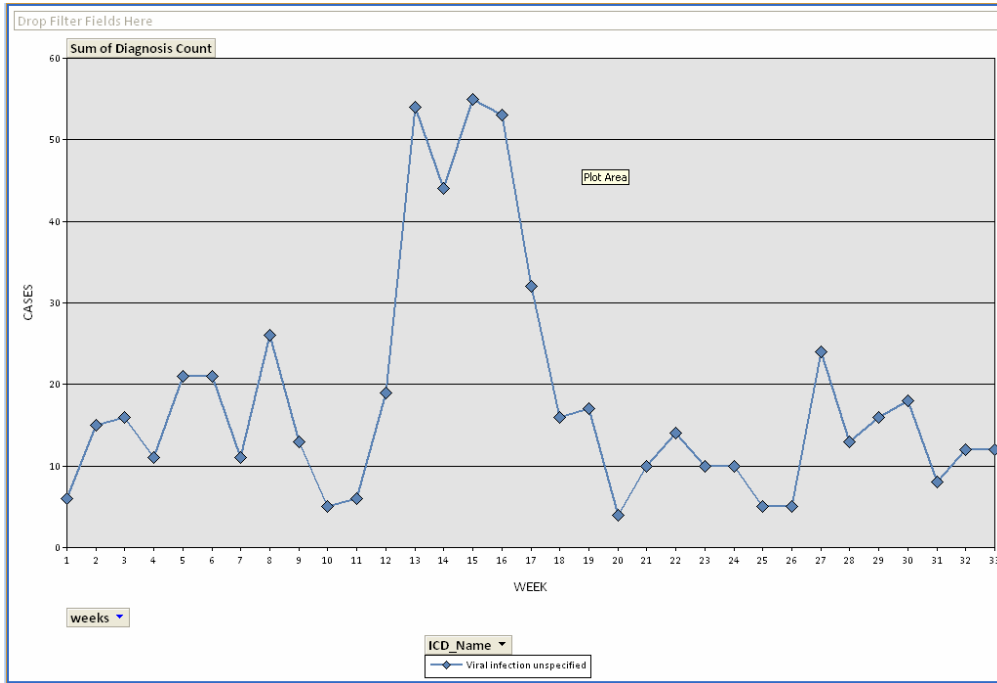 Drop Filter Fields Here
Sum of Diagnosis Count
60
50
40
30
20
10
0
CASES
Plot Area
1 2 3 4 5 6 7 8 9 10 11 12 13 14 15 16 17 18 19 20 21 22 23 24 25 26 27 28 29 30 31 32 33
WEEK
weeks
ICD_Name
Viral infection unspecified